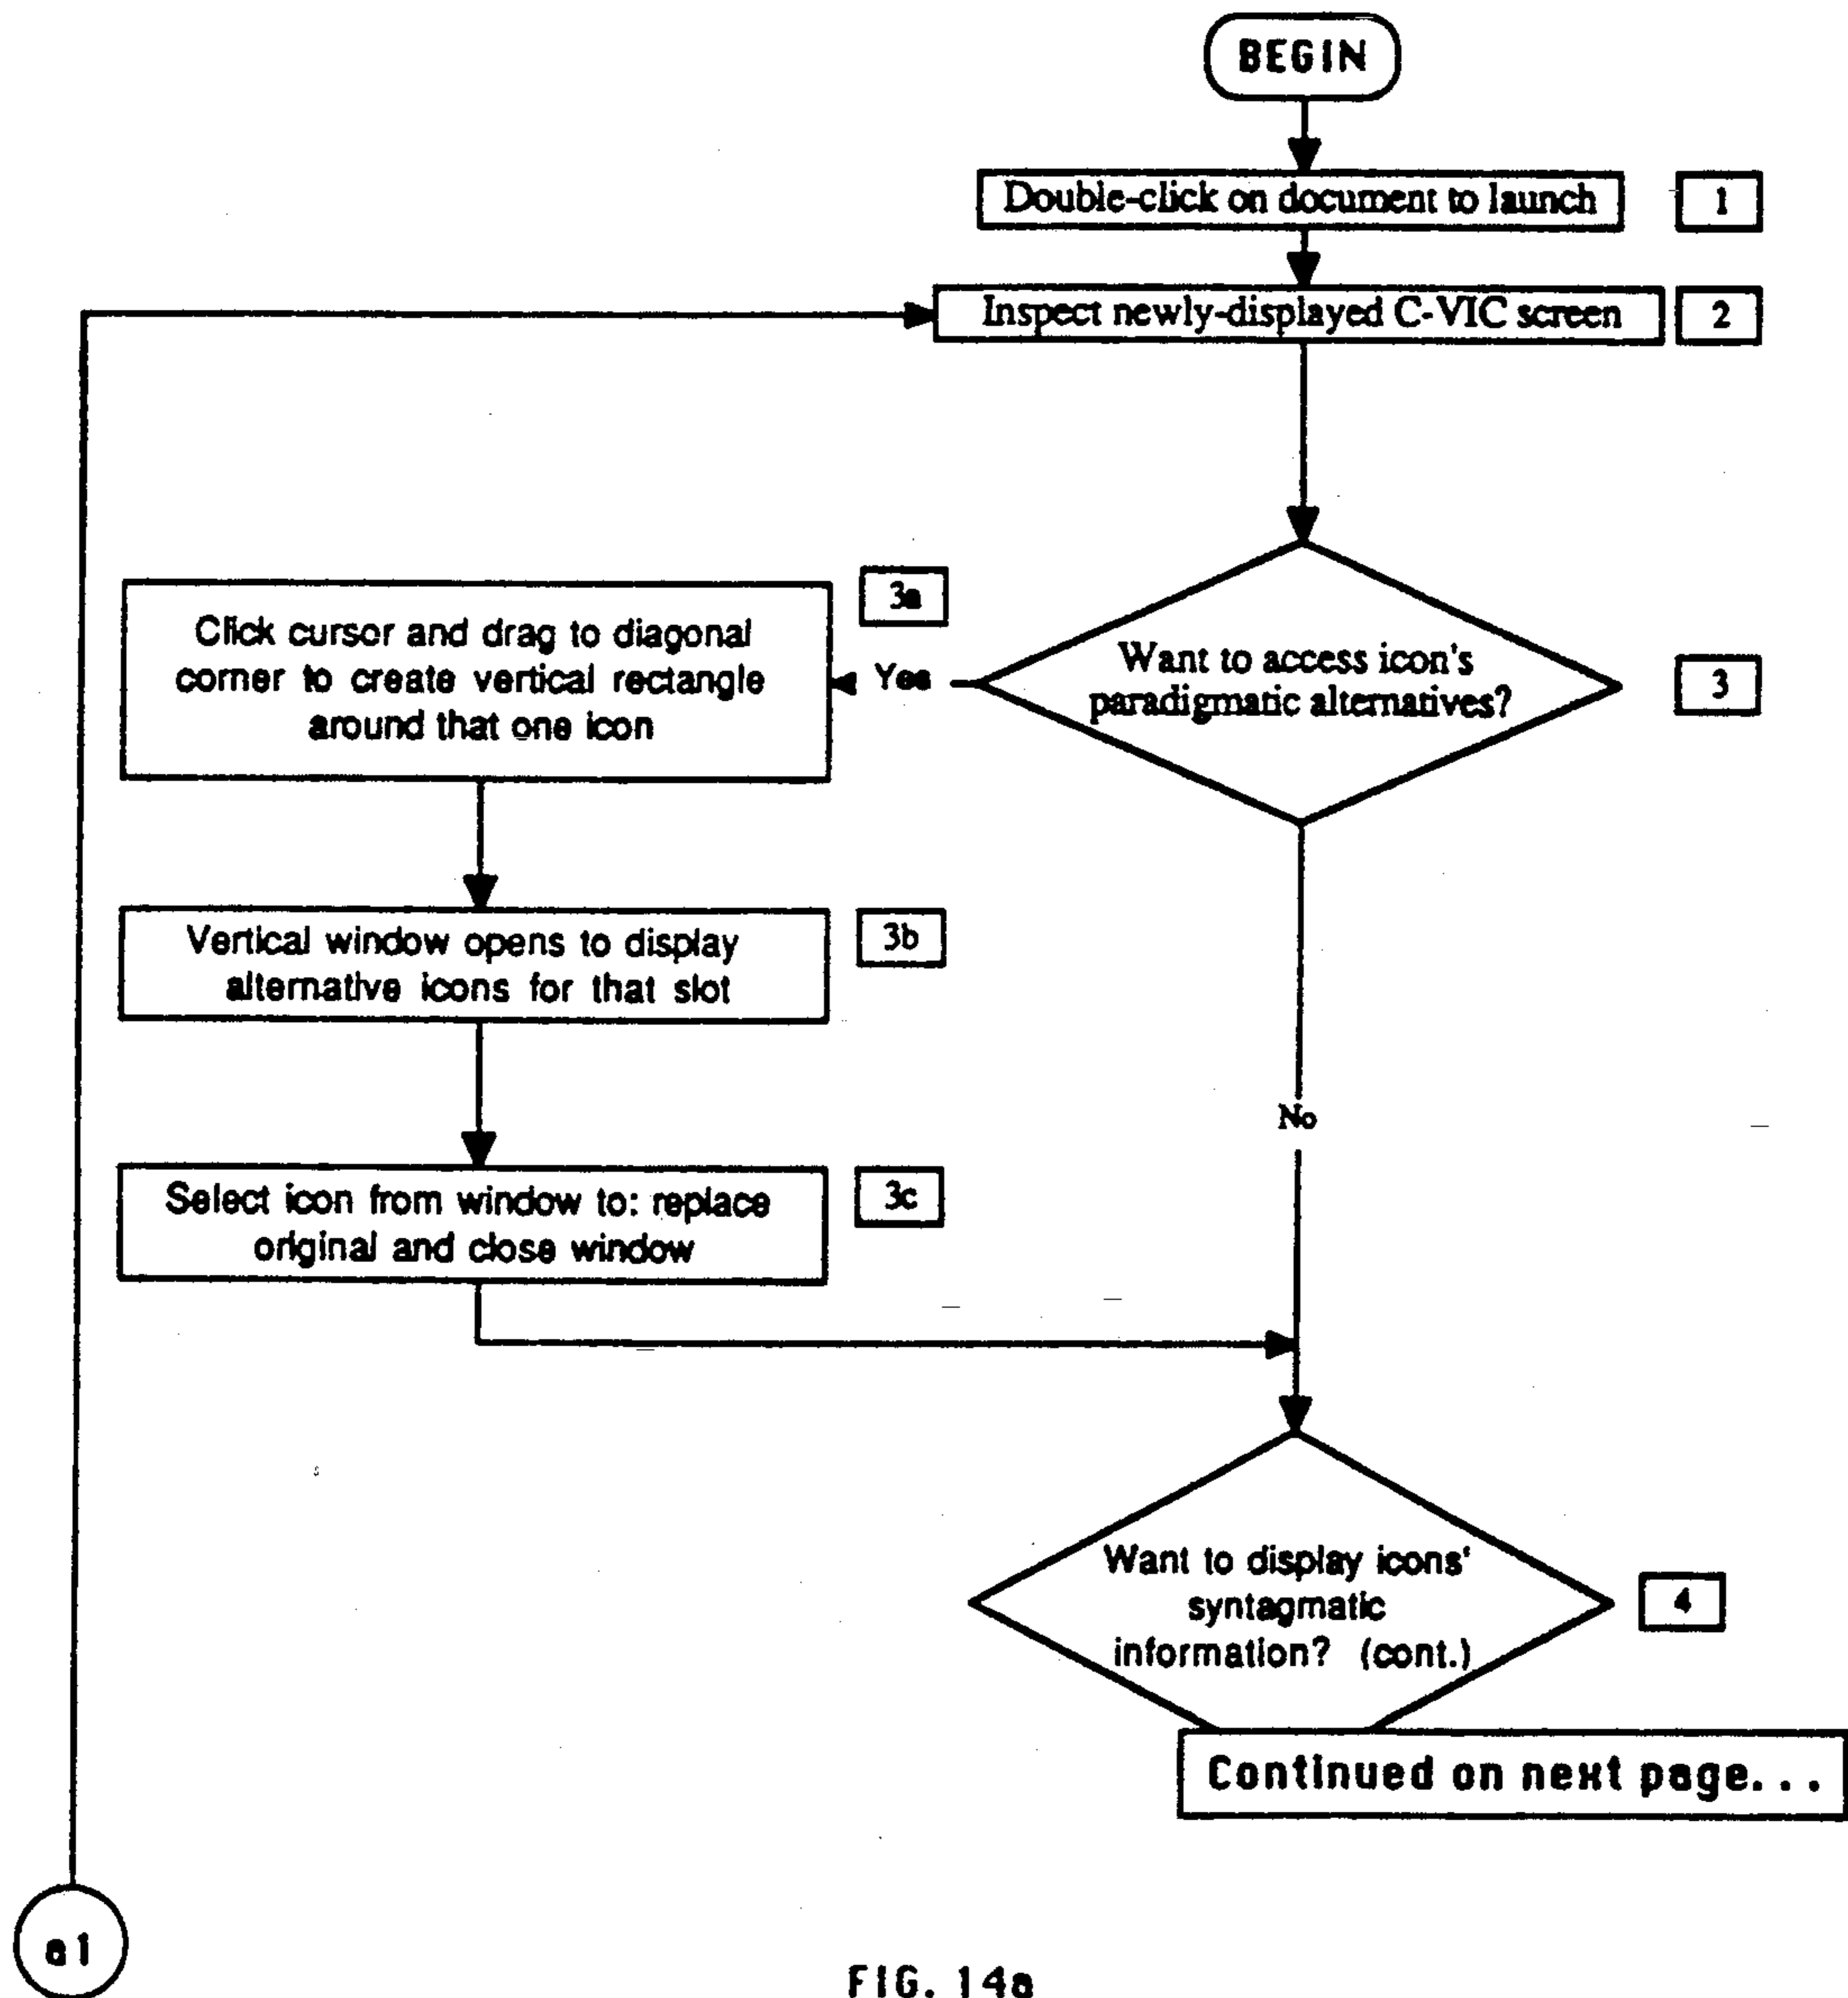 BEGIN
Double-click on document to launch
1
Inspect newly-displayed C-VIC screen
2
3a
Click cursor and drag to diagonal
corner to create vertical rectangle
around that one icon
Yes
Want to access icon's
paradigmatic alternatives?
3
Vertical window opens to display
alternative icons for that slot
3b
No
Select icon from window to: replace
original and close window
3c
Want to display icons'
syntagmatic
information? (cont.)
4
Continued on next page...
a1
FIG. 14a